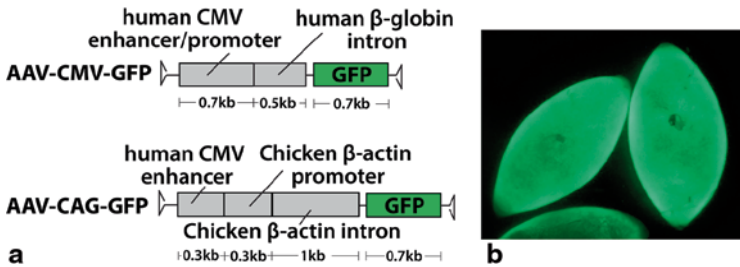 human CMV
enhancer/promoter
human β-globin
intron
AAV-CMV-GFP
GFP
0.7kb
0.5kb
0.7kb
human CMV
enhancer
Chicken β-actin
promoter
AAV-CAG-GFP
GFP
Chicken β-actin intron
0.3kb
0.3kb
1kb
0.7kb
a
b